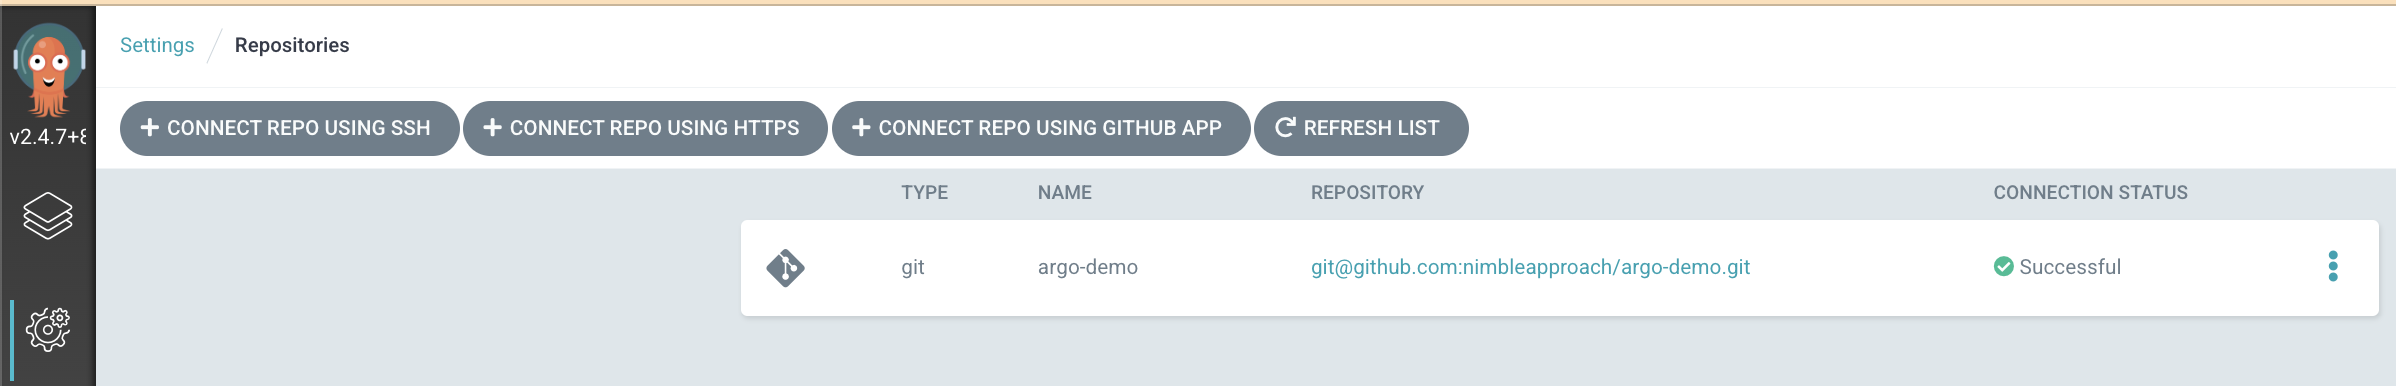 Settings / Repositories
v2.4.7+8
CONNECT REPO USING SSH
CONNECT REPO USING HTTPS
CONNECT REPO USING GITHUB APP
REFRESH LIST
TYPE NAME REPOSITORY CONNECTION STATUS
git argo-demo git@github.com:nimbleapproach/argo-demo.git Successful